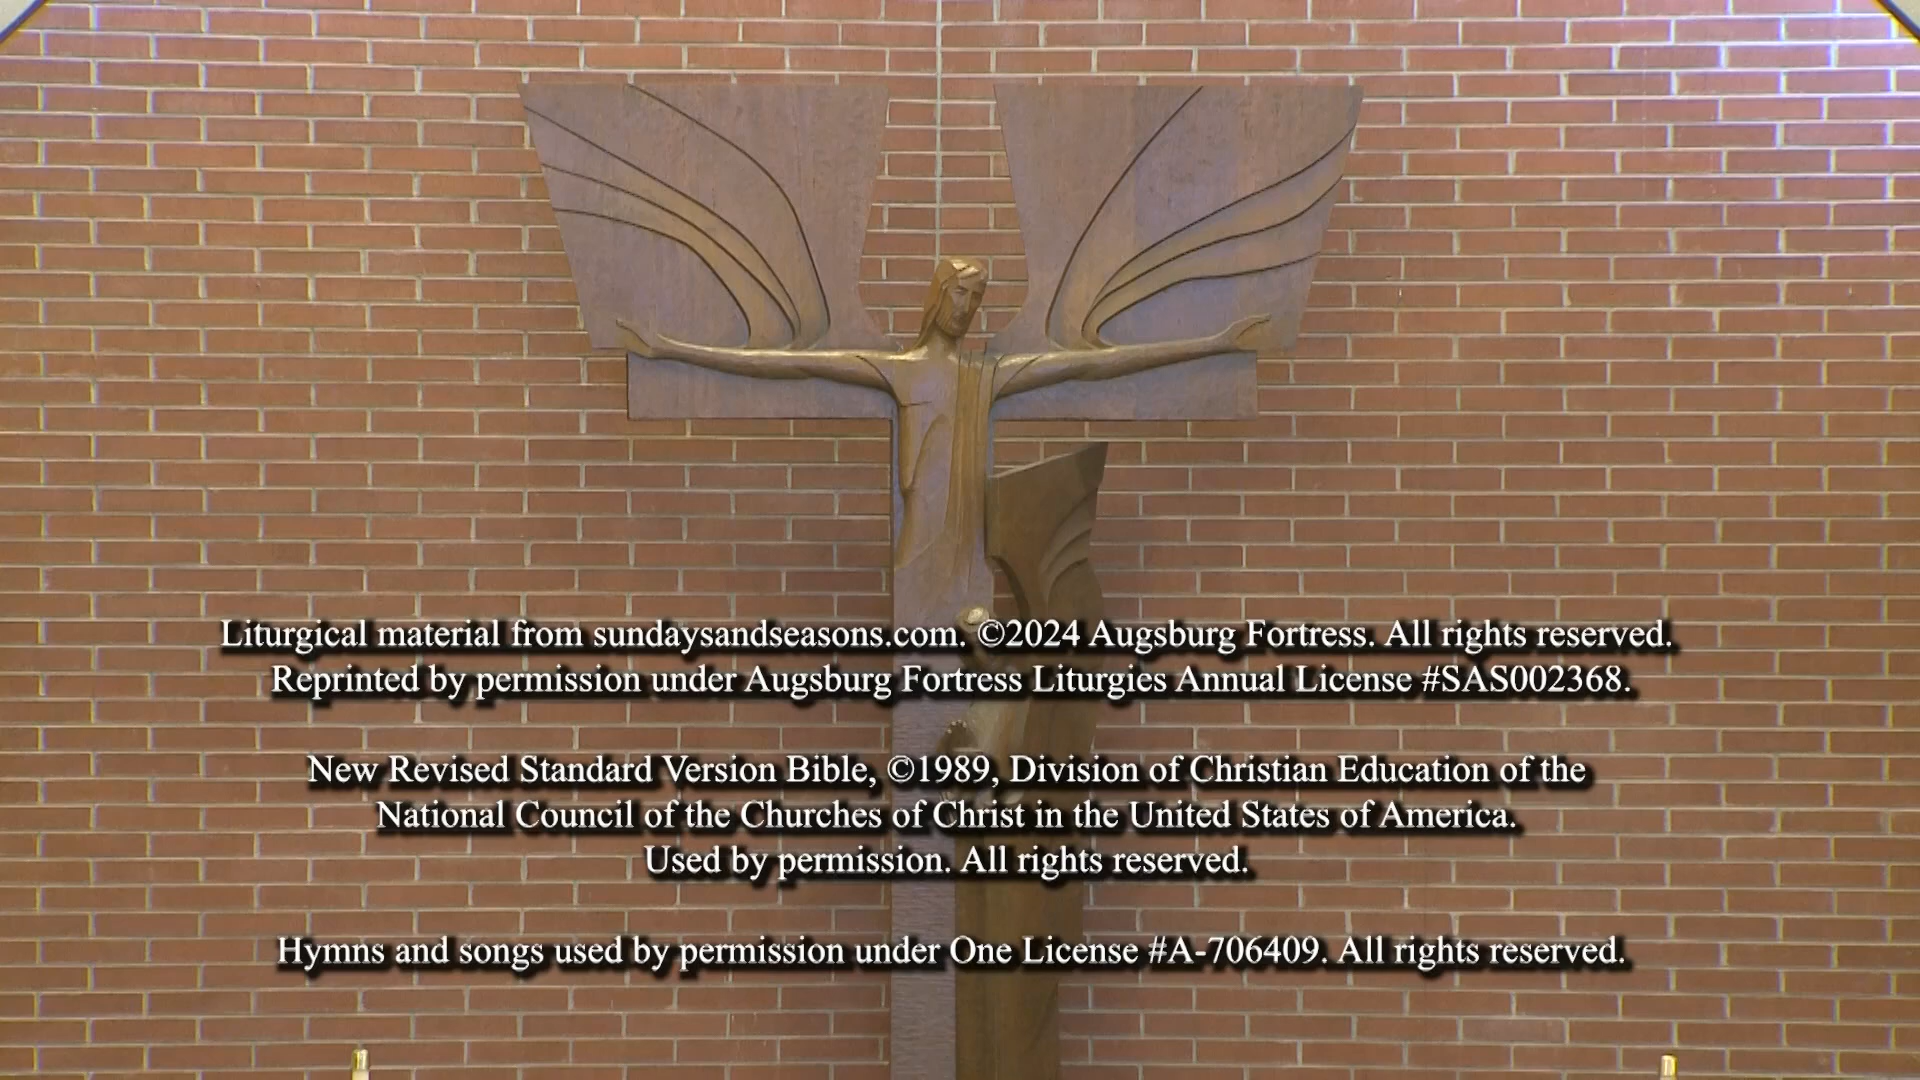 Liturgical material from sundaysandseasons.com. ©2024 Augsburg Fortress. All rights reserved.
Reprinted by permission under Augsburg Fortress Liturgies Annual License #SAS002368.
New Revised Standard Version Bible, ©1989, Division of Christian Education of the
National Council of the Churches of Christ in the United States of America.
Used by permission. All rights reserved.
Hymns and songs used by permission under One License #A-706409. All rights reserved.